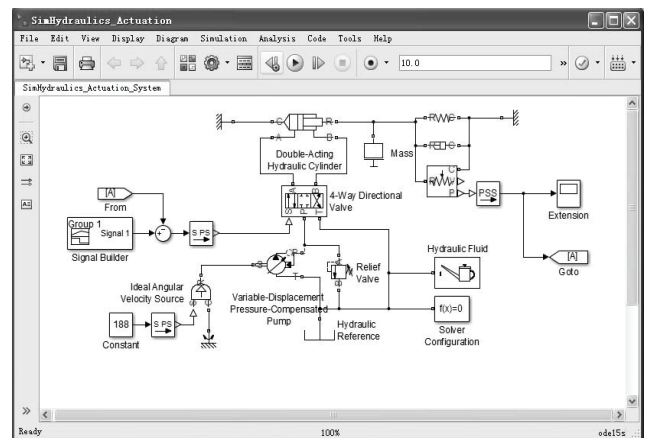 SimHydraulics_Actuation
File Edit View Display Diagram Simulation Analysis Code Tools Help
10.0
»
SimHydraulics_Actuation_System
C R
A B
Double-Acting
Hydraulic Cylinder
Mass
R C
R C
C
R W
P
PSS
Extension
[A]
Goto
[A]
From
Group 1
Signal 1
Signal Builder
S PS
S A B
P T
4-Way Directional
Valve
Hydraulic Fluid
Relief
Valve
A
B
S
P
T
Ideal Angular
Velocity Source
Variable-Displacement
Pressure-Compensated
Pump
188
Constant
S PS
Hydraulic
Reference
f(x)=0
Solver
Configuration
»
Ready
100%
ode15s